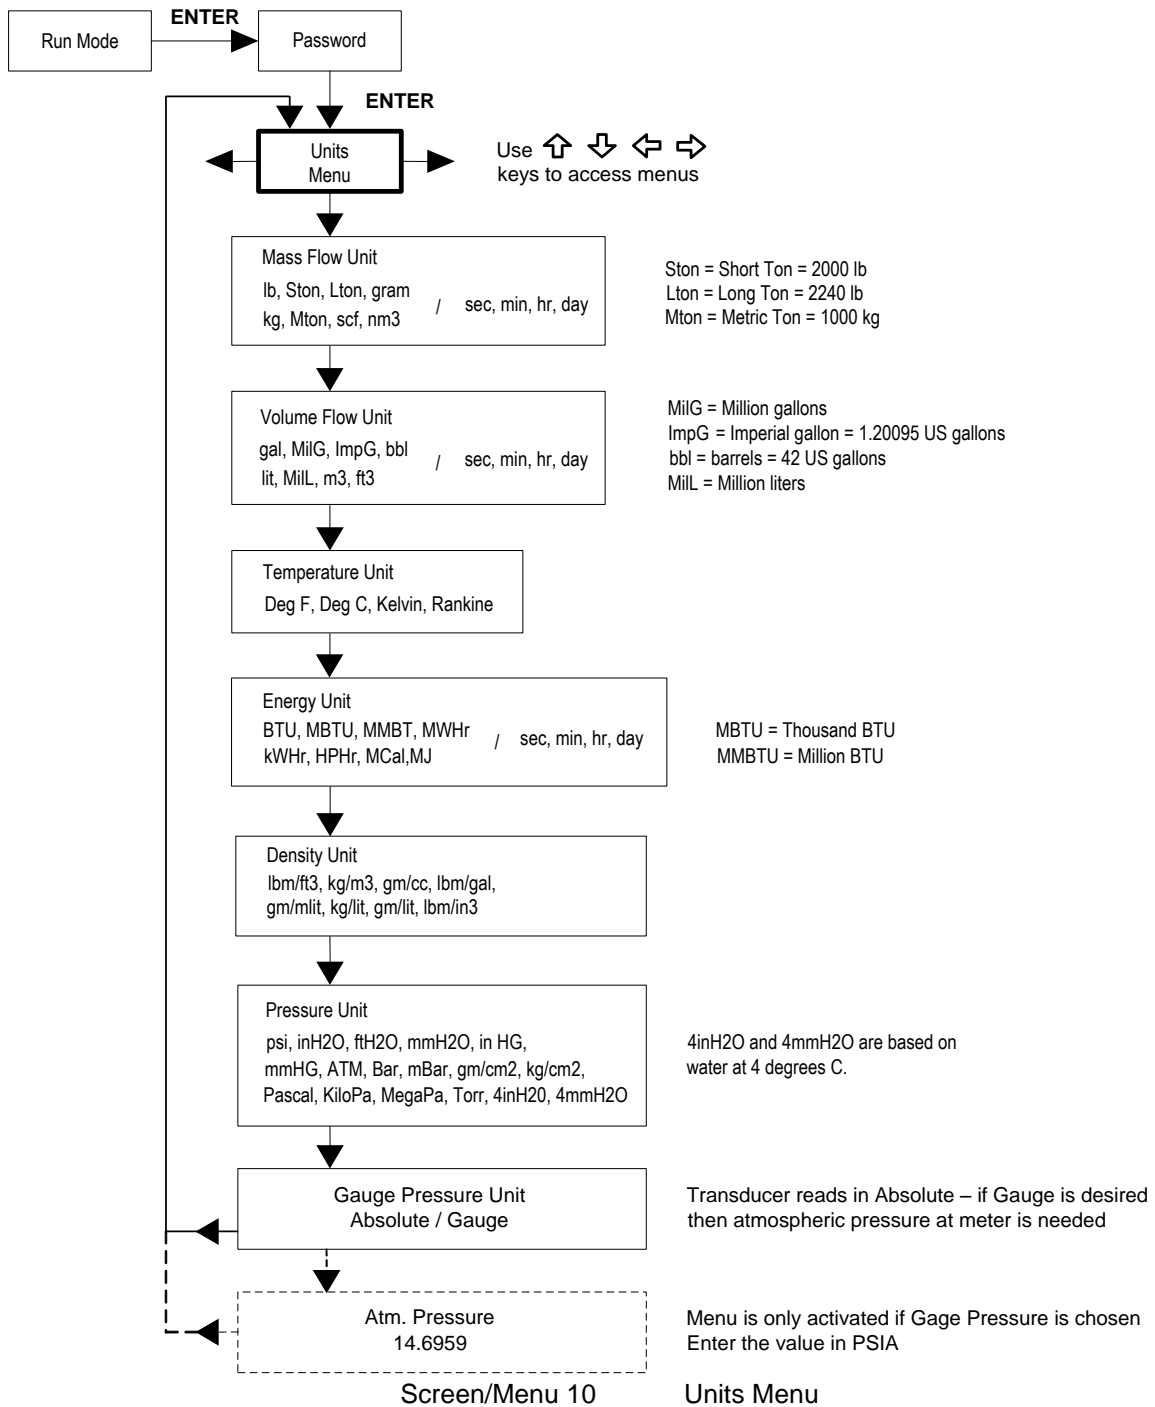 ENTER
Run Mode
Password
ENTER
Units
Menu
Use
keys to access menus
Mass Flow Unit
lb, Ston, Lton, gram
kg, Mton, scf, nm3
/ sec, min, hr, day
Ston = Short Ton = 2000 lb
Lton = Long Ton = 2240 lb
Mton = Metric Ton = 1000 kg
Volume Flow Unit
gal, MilG, ImpG, bbl
lit, MilL, m3, ft3
/ sec, min, hr, day
MilG = Million gallons
ImpG = Imperial gallon = 1.20095 US gallons
bbl = barrels = 42 US gallons
MilL = Million liters
Temperature Unit
Deg F, Deg C, Kelvin, Rankine
Energy Unit
BTU, MBTU, MMBT, MWHr
kWHr, HPHr, MCal,MJ
/ sec, min, hr, day
MBTU = Thousand BTU
MMBTU = Million BTU
Density Unit
lbm/ft3, kg/m3, gm/cc, lbm/gal,
gm/mlit, kg/lit, gm/lit, lbm/in3
Pressure Unit
psi, inH2O, ftH2O, mmH2O, in HG,
mmHG, ATM, Bar, mBar, gm/cm2, kg/cm2,
Pascal, KiloPa, MegaPa, Torr, 4inH20, 4mmH2O
4inH2O and 4mmH2O are based on
water at 4 degrees C.
Gauge Pressure Unit
Absolute / Gauge
Transducer reads in Absolute – if Gauge is desired
then atmospheric pressure at meter is needed
Atm. Pressure
14.6959
Menu is only activated if Gage Pressure is chosen
Enter the value in PSIA
Screen/Menu 10 Units Menu